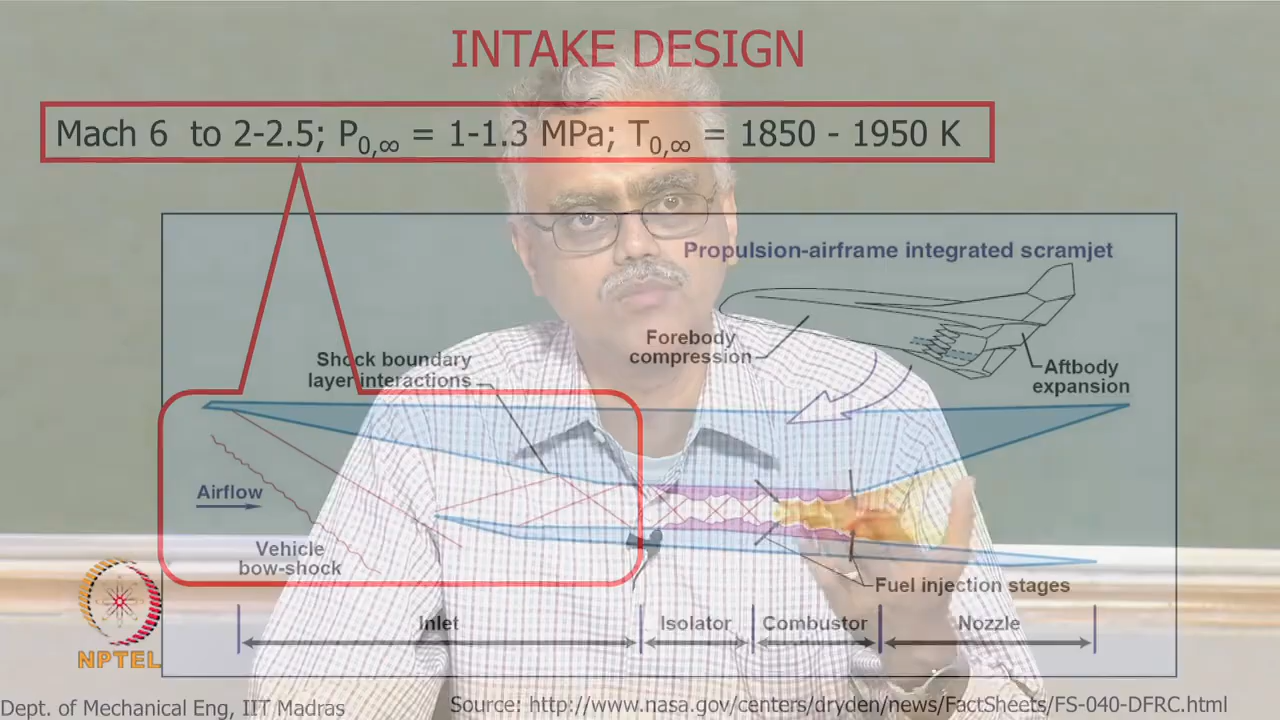 INTAKE DESIGN
Mach 6 to 2-2.5; P0,∞ = 1-1.3 MPa; T0,∞ = 1850 - 1950 K
Propulsion-airframe integrated scramjet
Forebody
compression
Aftbody
expansion
Shock boundary
layer interactions
Airflow
Vehicle
bow-shock
Fuel injection stages
Inlet
Isolator
Combustor
Nozzle
NPTEL
Dept. of Mechanical Eng, IIT Madras
Source: http://www.nasa.gov/centers/dryden/news/FactSheets/FS-040-DFRC.html